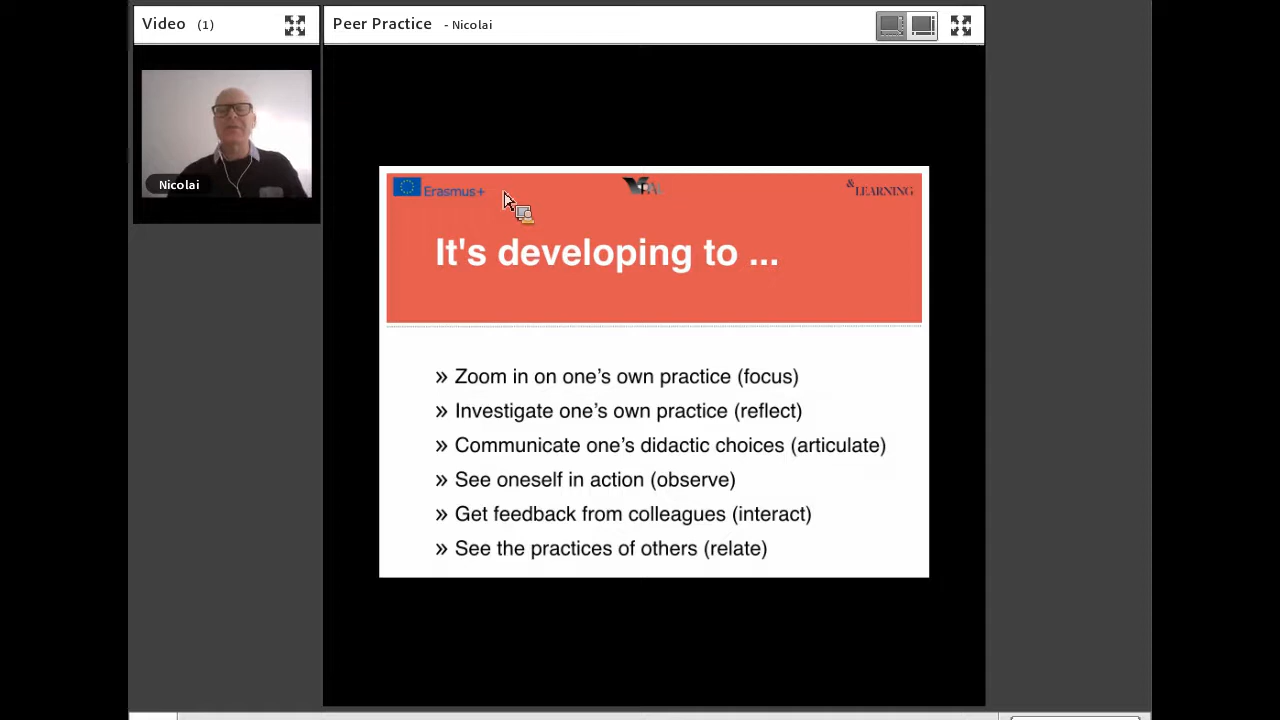 Video (1)
Peer Practice - Nicolai
Nicolai
Erasmus+
& LEARNING
It's developing to ...
» Zoom in on one’s own practice (focus)
» Investigate one’s own practice (reflect)
» Communicate one’s didactic choices (articulate)
» See oneself in action (observe)
» Get feedback from colleagues (interact)
» See the practices of others (relate)